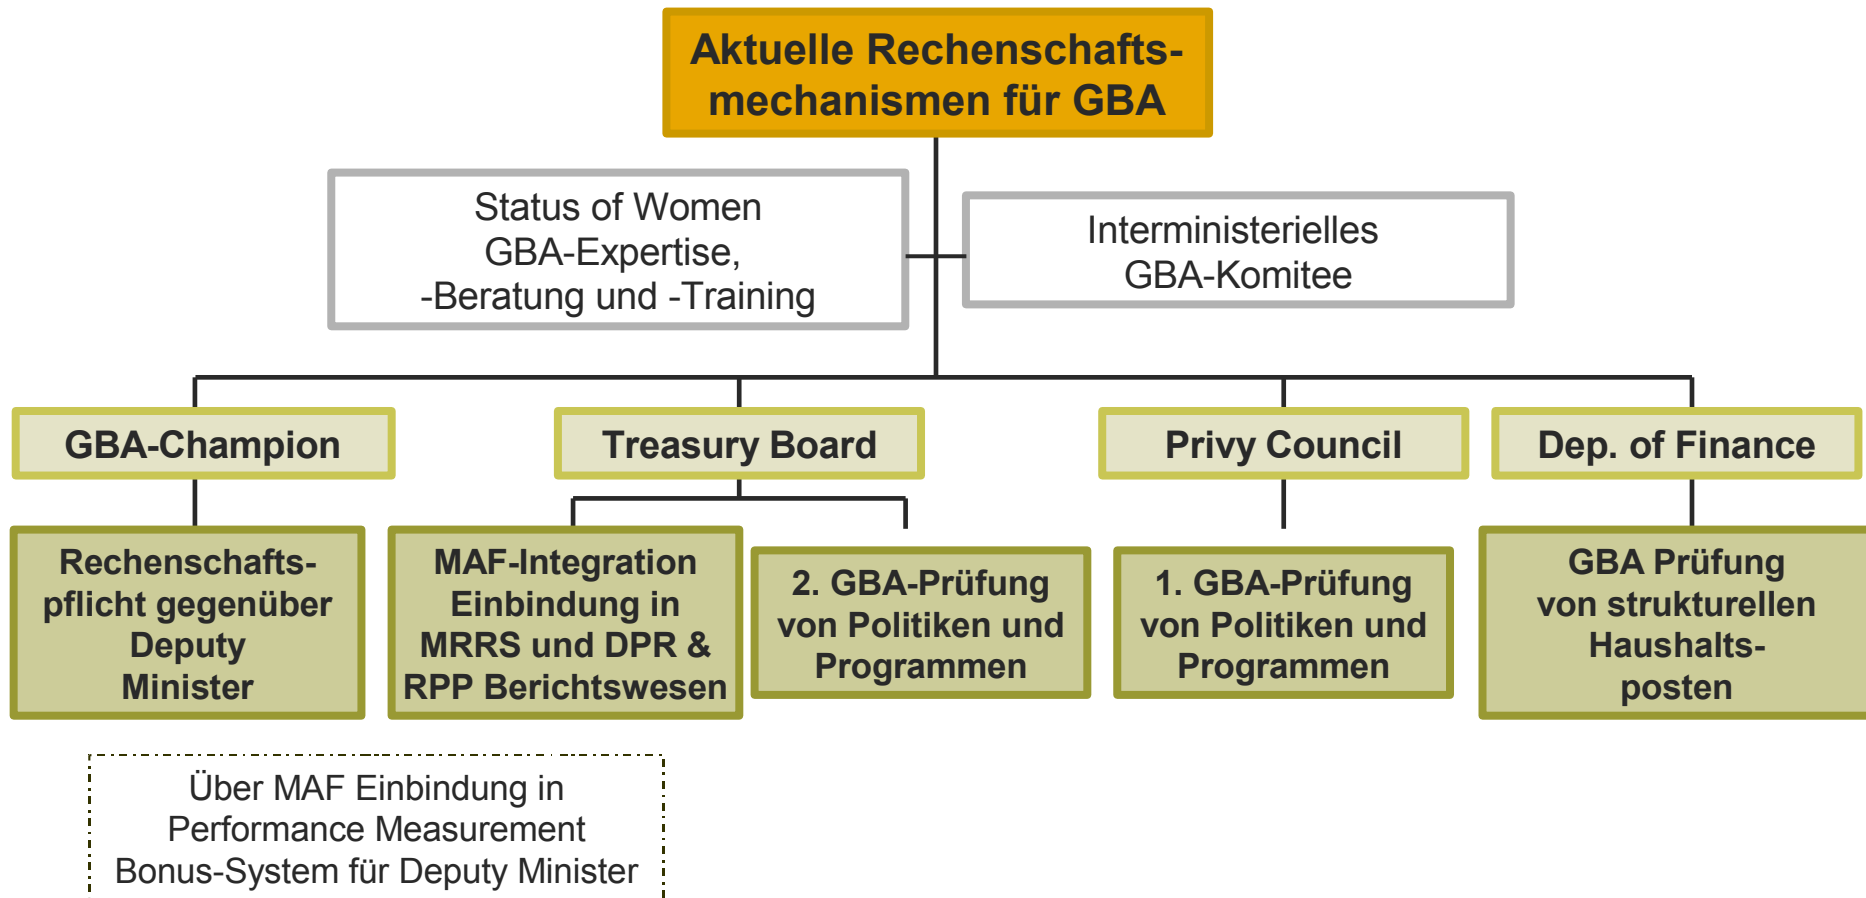 Aktuelle Rechenschafts-
mechanismen für GBA
Status of Women
GBA-Expertise,
-Beratung und -Training
Interministerielles
GBA-Komitee
GBA-Champion
Treasury Board
Privy Council
Dep. of Finance
Rechenschafts-
pflicht gegenüber
Deputy
Minister
MAF-Integration
Einbindung in
MRRS und DPR &
RPP Berichtswesen
2. GBA-Prüfung
von Politiken und
Programmen
1. GBA-Prüfung
von Politiken und
Programmen
GBA Prüfung
von strukturellen
Haushalts-
posten
Über MAF Einbindung in
Performance Measurement
Bonus-System für Deputy Minister